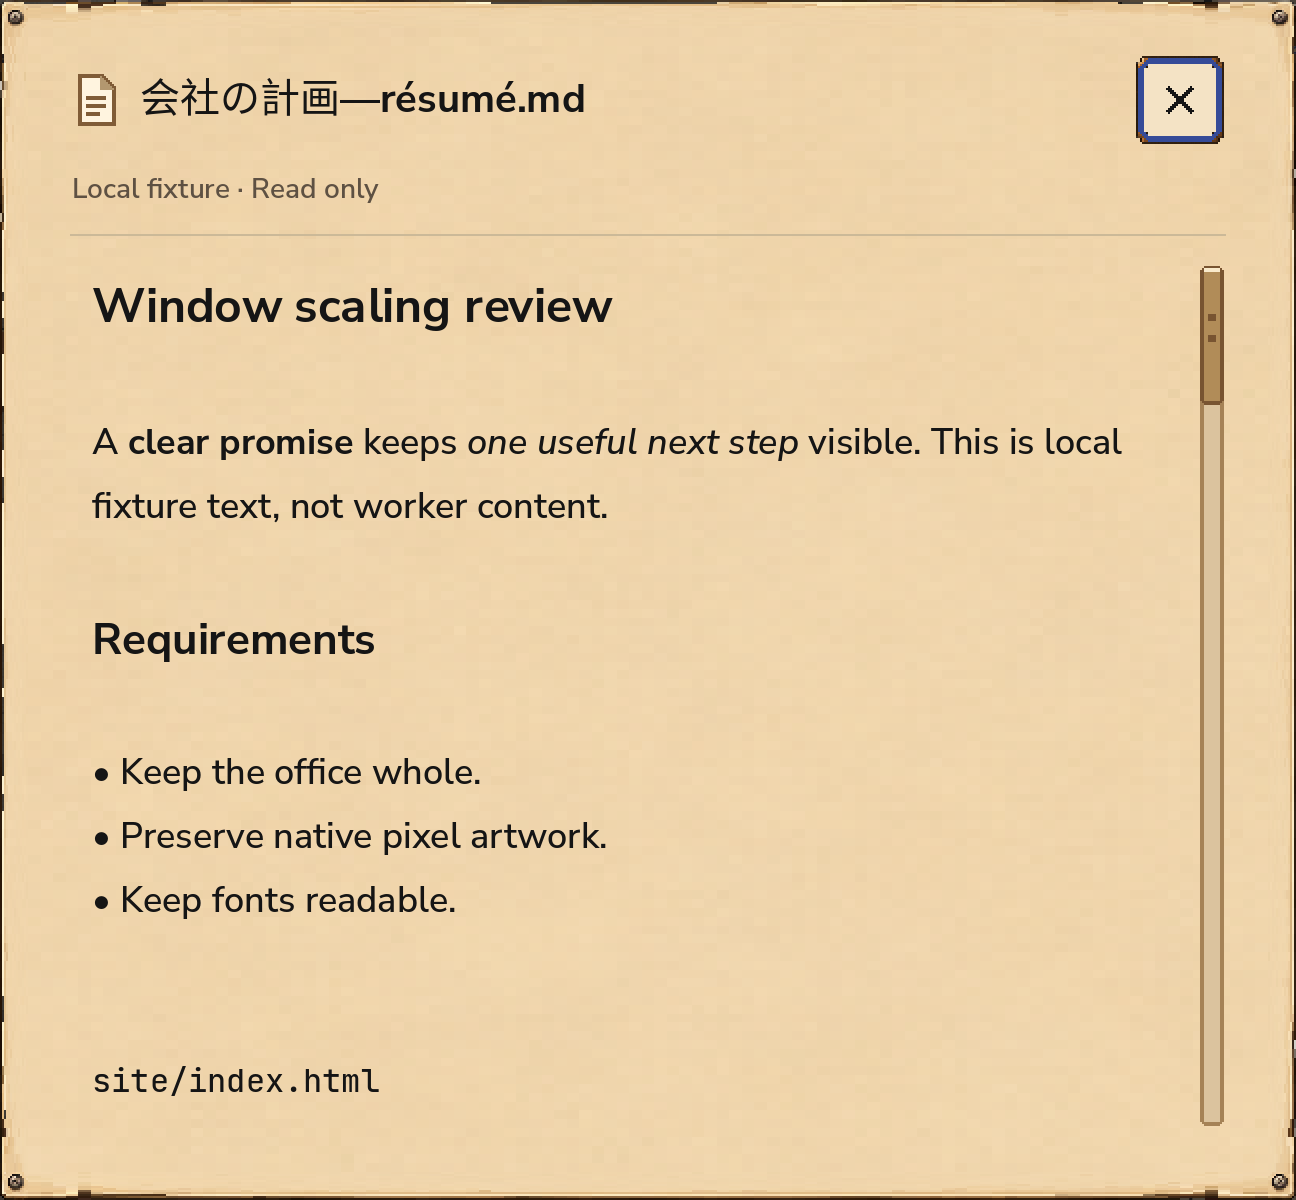 会社の計画—résumé.md
Local fixture · Read only
Window scaling review
A clear promise keeps one useful next step visible. This is local
fixture text, not worker content.
Requirements
• Keep the office whole.
• Preserve native pixel artwork.
• Keep fonts readable.
site/index.html